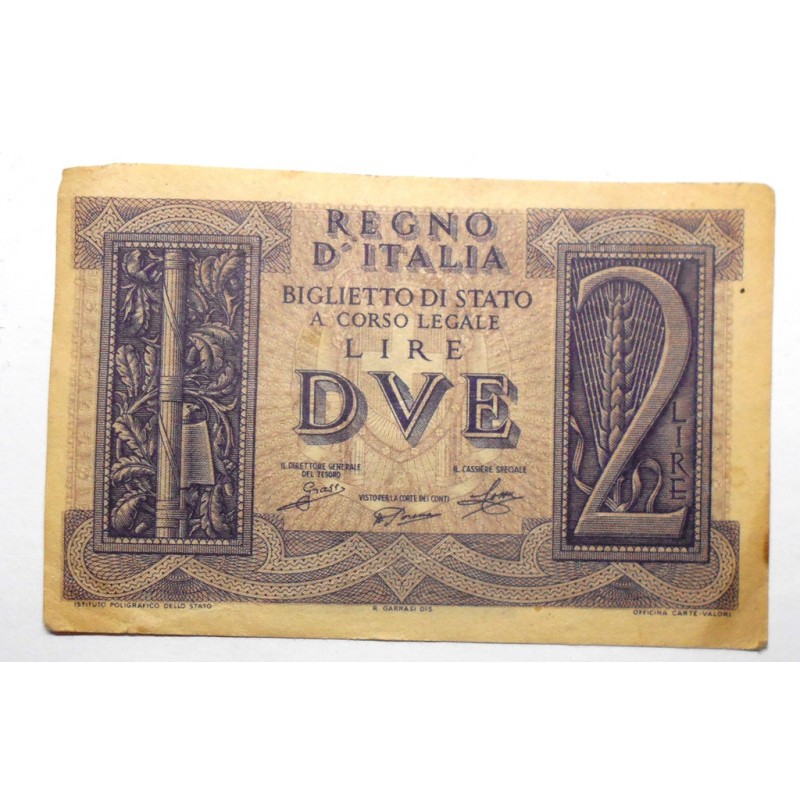 REGNO
D'ITALIA
BIGLIETTO DI STATO
A CORSO LEGALE
LIRE
DVE
2
LIRE
IL DIRETTORE GENERALE
DEL TESORO
IL CASSIERE SPECIALE
VISTO PER LA CORTE DEI CONTI
ISTITUTO POLIGRAFICO DELLO STATO
R. GARRASI DIS.
OFFICINA CARTE-VALORI